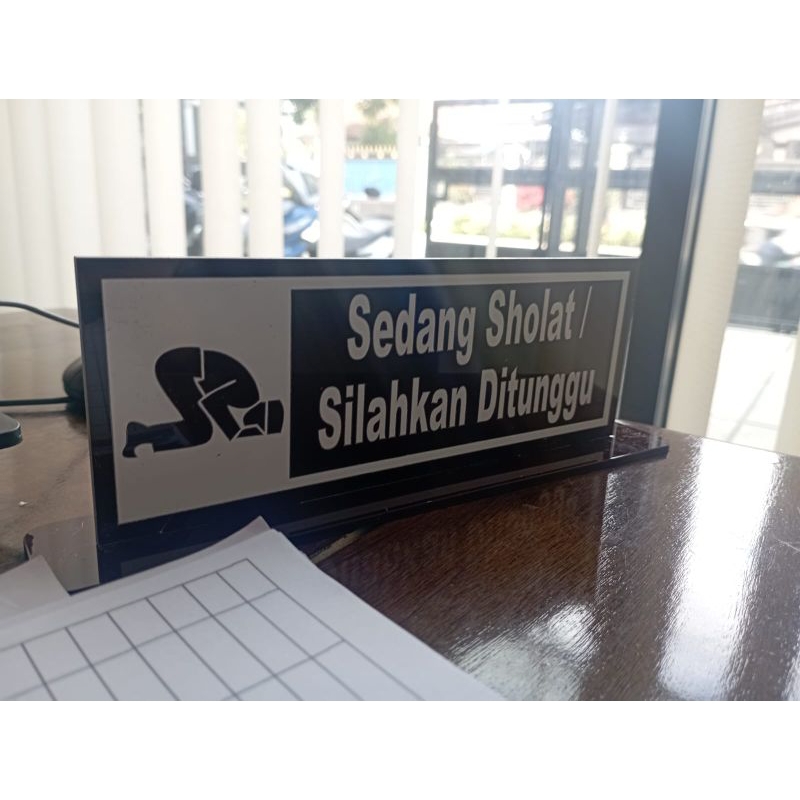 Sedang Sholat /
Silahkan Ditunggu